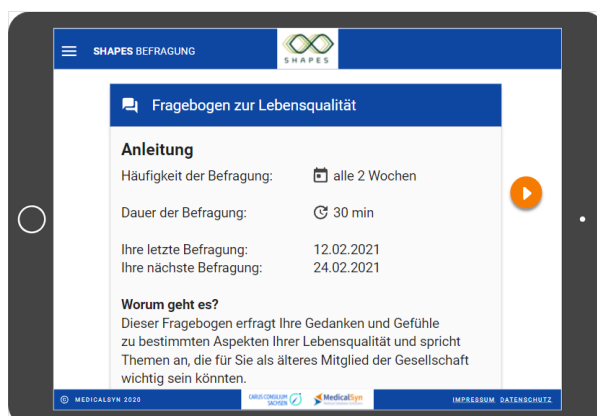 SHAPES BEFRAGUNG
SHAPES
Fragebogen zur Lebensqualität
Anleitung
Häufigkeit der Befragung: alle 2 Wochen
Dauer der Befragung: 30 min
Ihre letzte Befragung: 12.02.2021
Ihre nächste Befragung: 24.02.2021
Worum geht es?
Dieser Fragebogen erfragt Ihre Gedanken und Gefühle
zu bestimmten Aspekten Ihrer Lebensqualität und spricht
Themen an, die für Sie als älteres Mitglied der Gesellschaft
wichtig sein könnten.
© MEDICALSYN 2020 CARUS CONSILIUM SACHSEN MedicalSyn IMPRESSUM DATENSCHUTZ